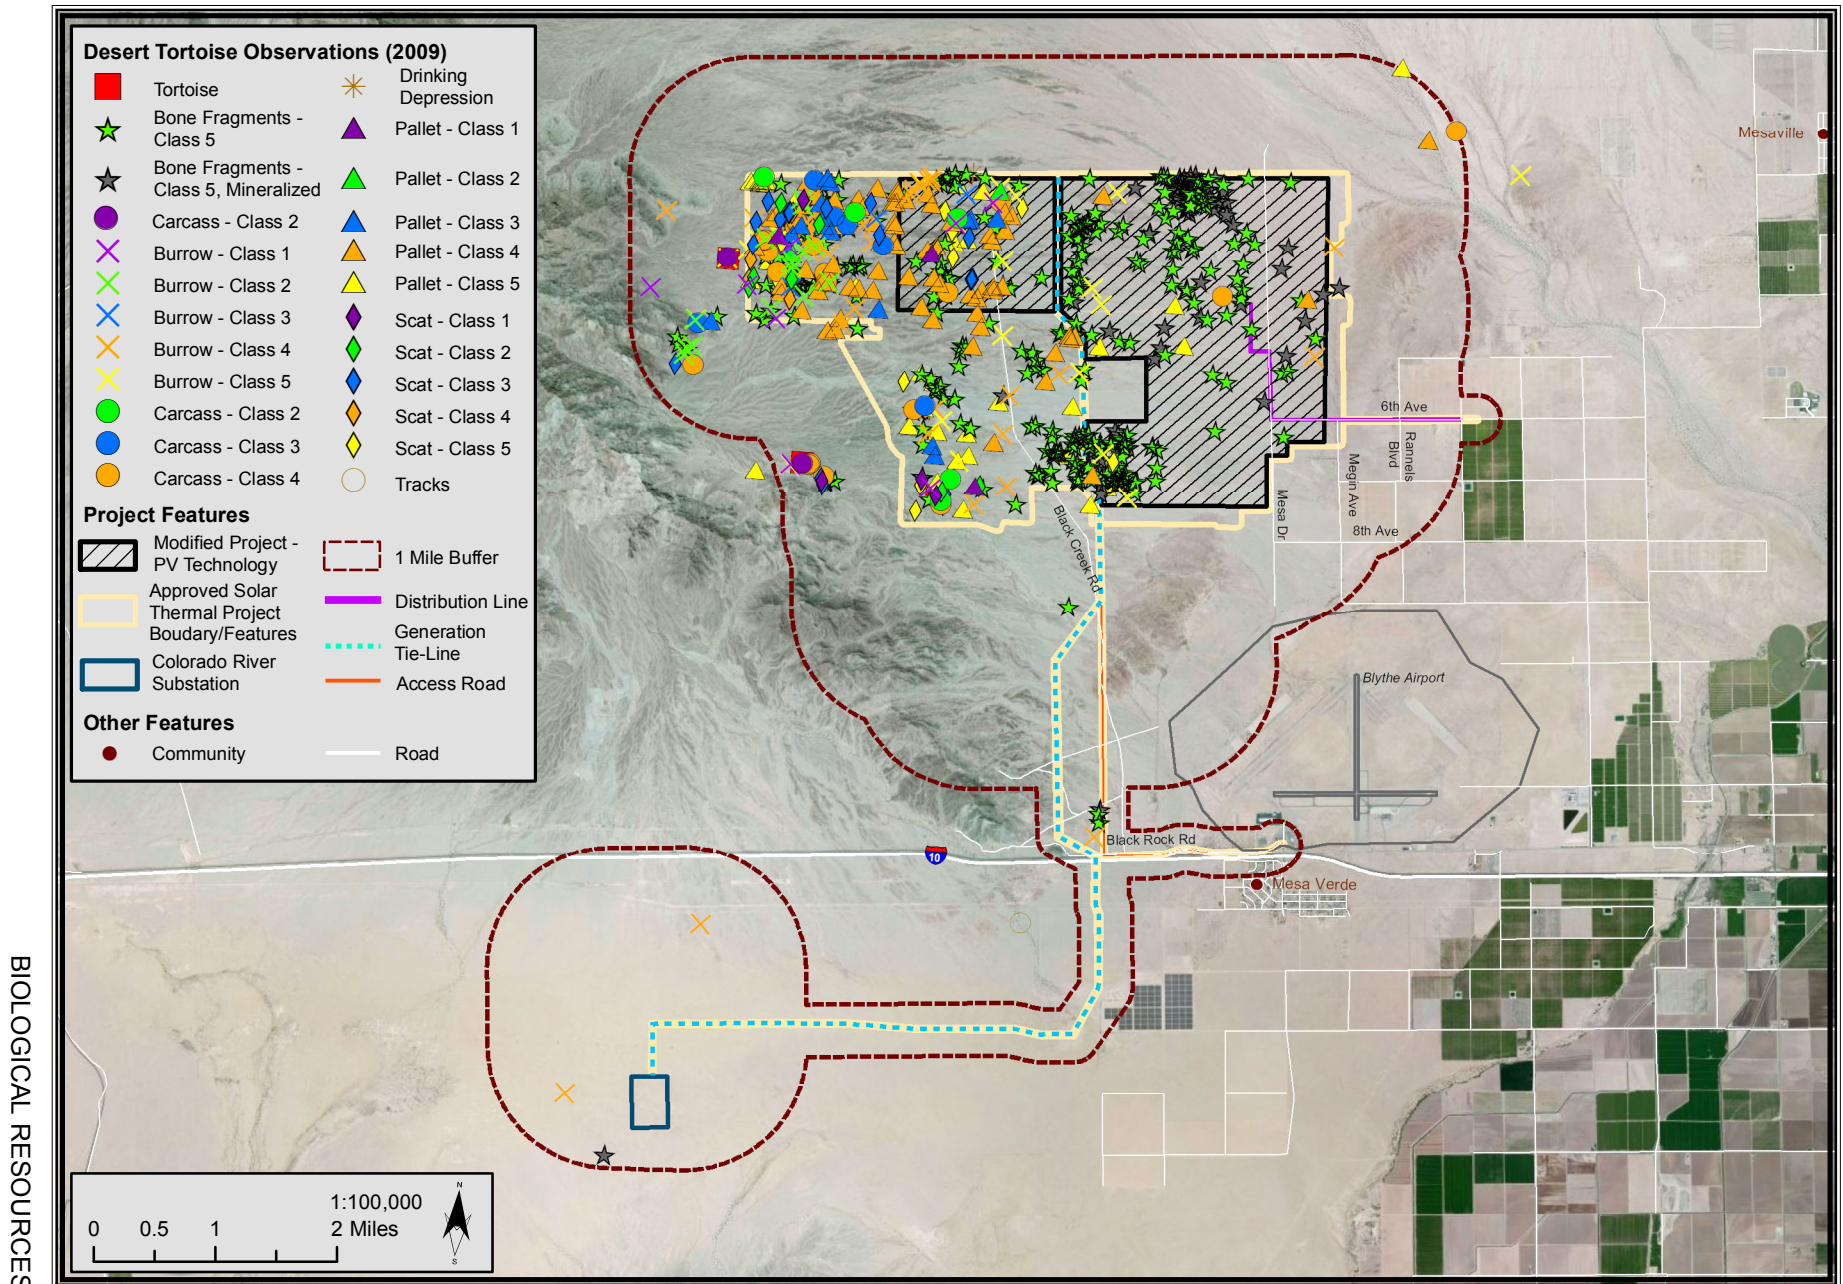 Desert Tortoise Observations (2009)
Tortoise
Bone Fragments -
Class 5
Bone Fragments -
Class 5, Mineralized
Carcass - Class 2
Burrow - Class 1
Burrow - Class 2
Burrow - Class 3
Burrow - Class 4
Burrow - Class 5
Carcass - Class 2
Carcass - Class 3
Carcass - Class 4
Drinking
Depression
Pallet - Class 1
Pallet - Class 2
Pallet - Class 3
Pallet - Class 4
Pallet - Class 5
Scat - Class 1
Scat - Class 2
Scat - Class 3
Scat - Class 4
Scat - Class 5
Tracks
Project Features
Modified Project -
PV Technology
Approved Solar
Thermal Project
Boudary/Features
Colorado River
Substation
1 Mile Buffer
Distribution Line
Generation
Tie-Line
Access Road
Other Features
Community
Road
Mesaville
6th Ave
Rannels
Blvd
Megin Ave
Mesa Dr
8th Ave
Black Creek Rd
Blythe Airport
Black Rock Rd
10
Mesa Verde
BIOLOGICAL RESOURCES
1:100,000
0 0.5 1 2 Miles
N
S